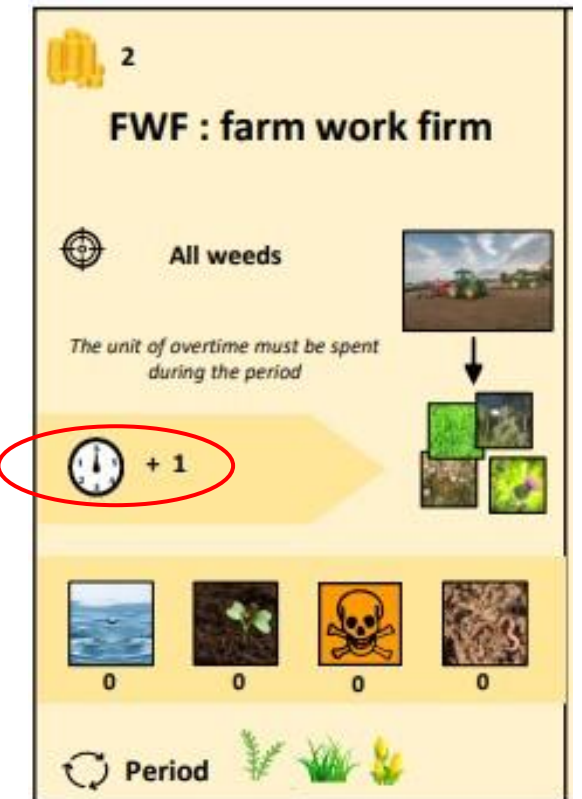 2
FWF : farm work firm
All weeds
The unit of overtime must be spent
during the period
+ 1
0 0 0 0
Period